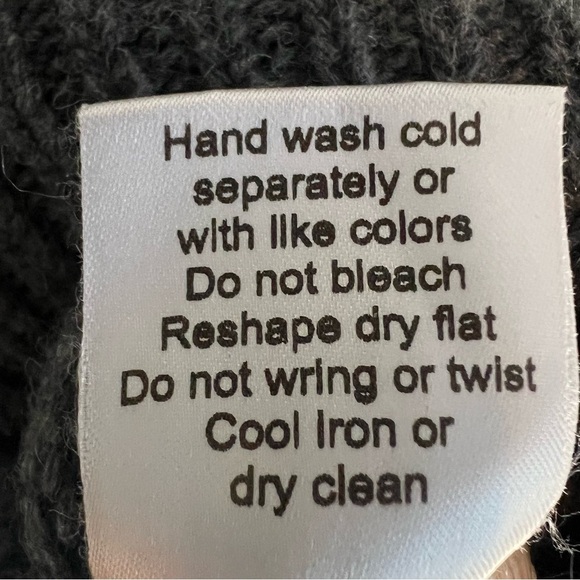 Hand wash cold
separately or
with like colors
Do not bleach
Reshape dry flat
Do not wring or twist
Cool Iron or
dry clean